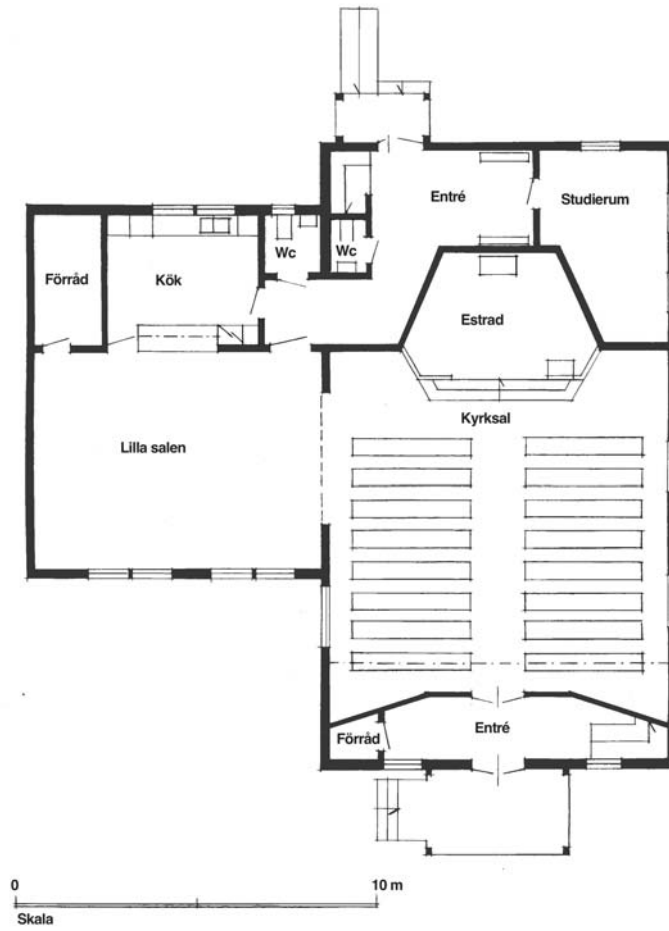 Entré
Studierum
Wc
Wc
Förråd
Kök
Estrad
Kyrksal
Lilla salen
Entré
Förråd
0
10 m
Skala